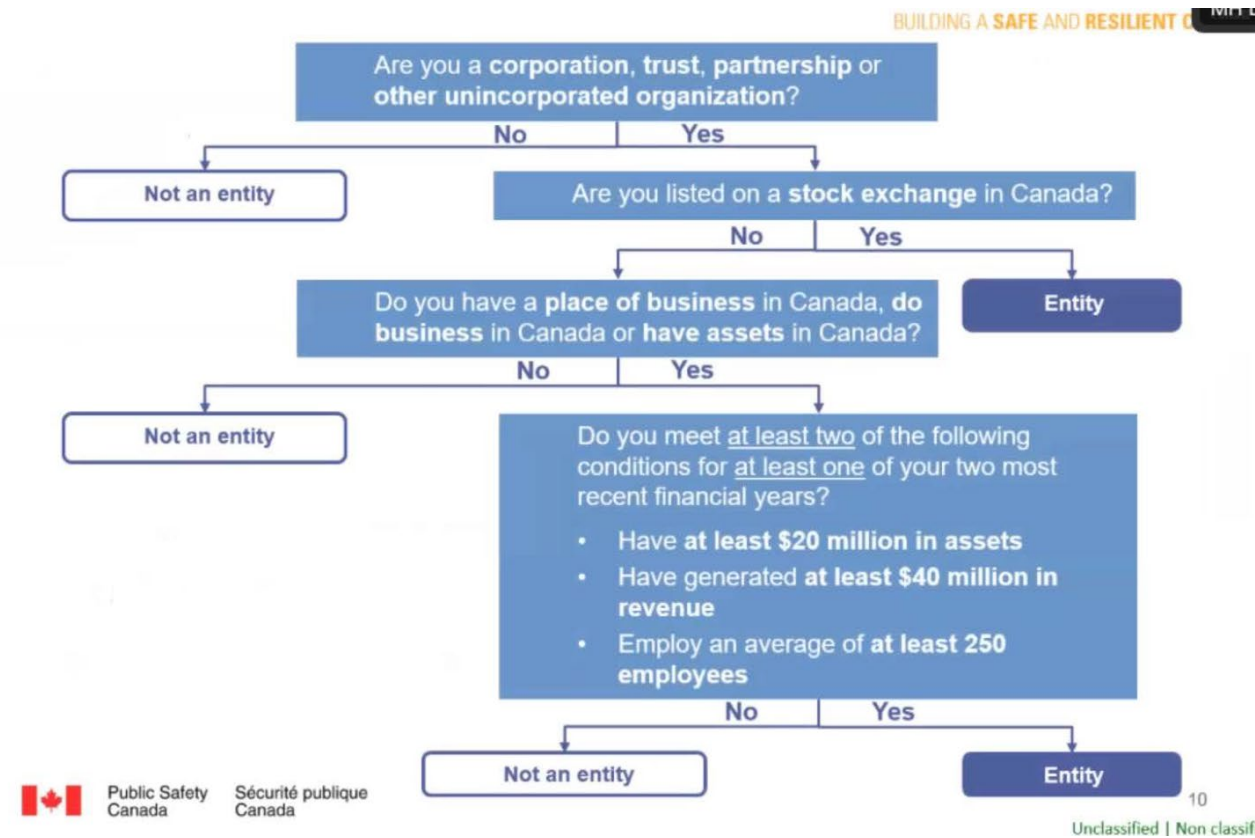 BUILDING A SAFE AND RESILIENT
Are you a corporation, trust, partnership or
other unincorporated organization?
No Yes
Not an entity
Are you listed on a stock exchange in Canada?
No Yes
Do you have a place of business in Canada, do
business in Canada or have assets in Canada?
Entity
No Yes
Not an entity
Do you meet at least two of the following
conditions for at least one of your two most
recent financial years?
• Have at least $20 million in assets
• Have generated at least $40 million in
revenue
• Employ an average of at least 250
employees
No Yes
Not an entity
Entity
Public Safety Sécurité publique
Canada Canada
10
Unclassified | Non classif